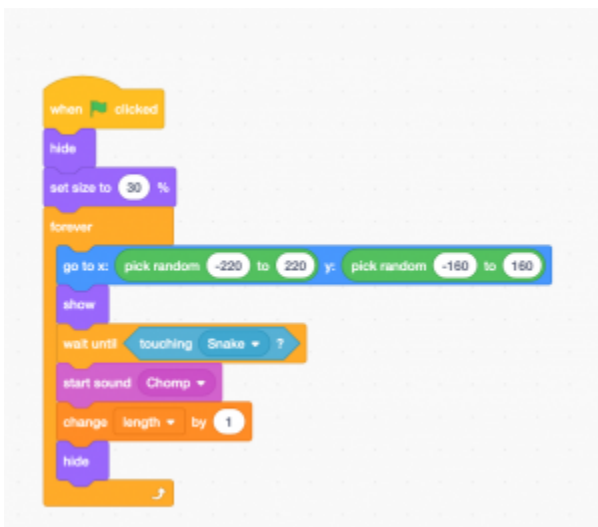 when clicked
hide
set size to 30 %
forever
go to x: pick random -220 to 220 y: pick random -160 to 160
show
wait until touching Snake ?
start sound Chomp
change length by 1
hide